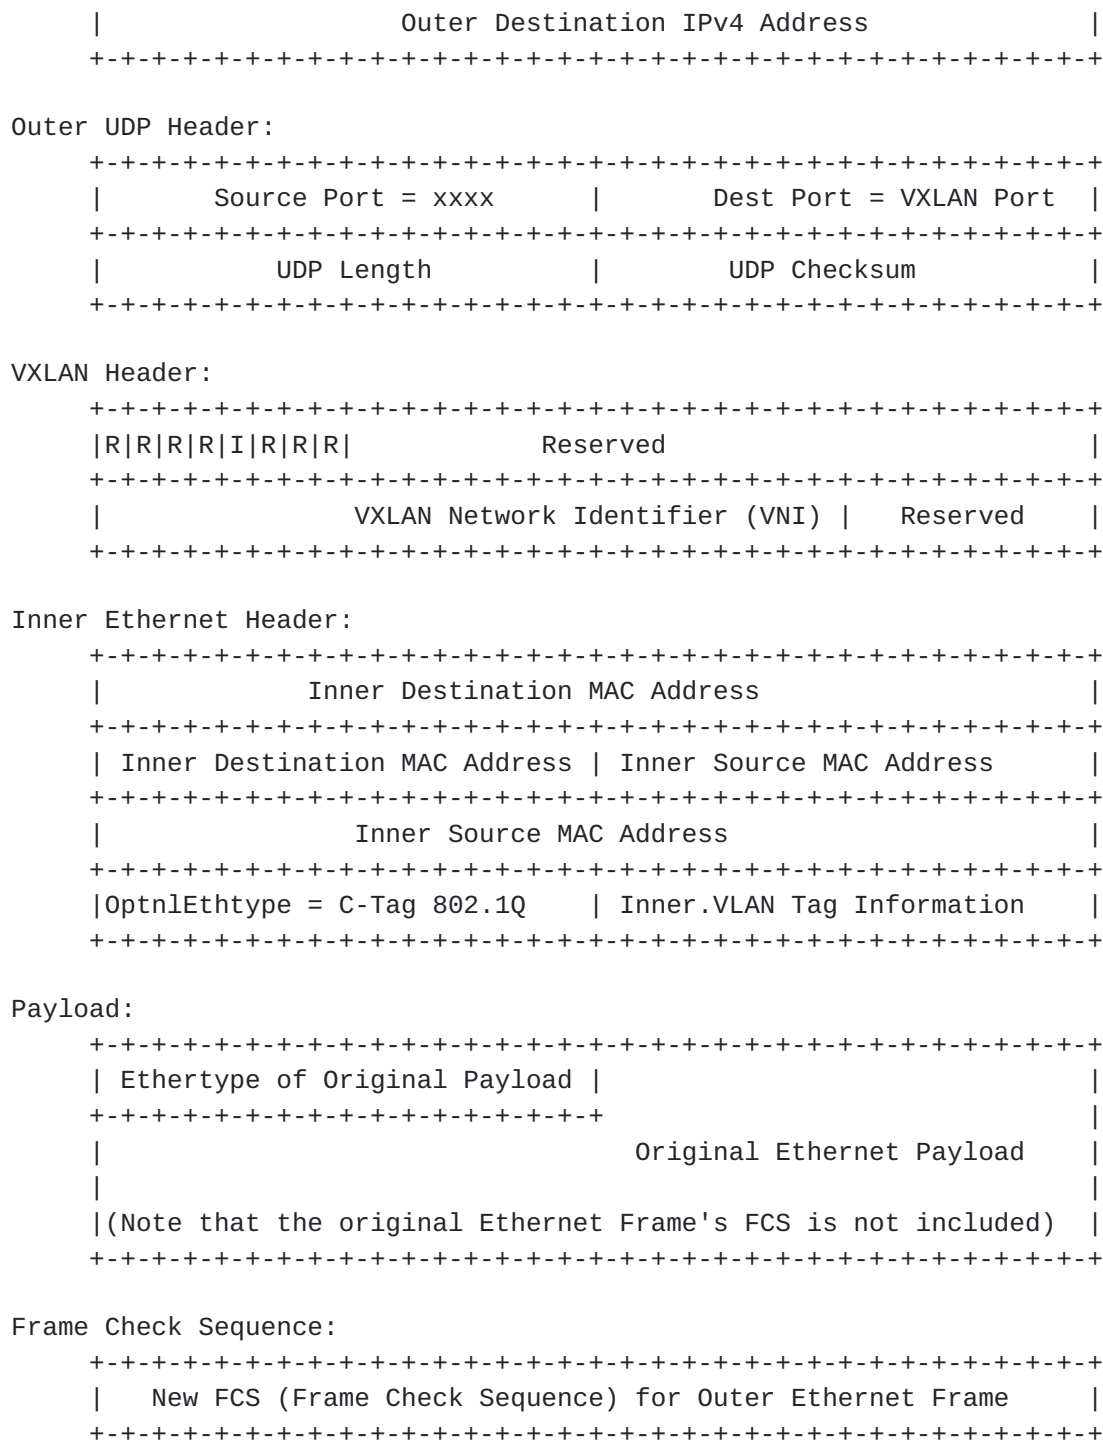 |                   Outer Destination IPv4 Address              |
     +-+-+-+-+-+-+-+-+-+-+-+-+-+-+-+-+-+-+-+-+-+-+-+-+-+-+-+-+-+-+-+-+

Outer UDP Header:
     +-+-+-+-+-+-+-+-+-+-+-+-+-+-+-+-+-+-+-+-+-+-+-+-+-+-+-+-+-+-+-+-+
     |       Source Port = xxxx      |       Dest Port = VXLAN Port  |
     +-+-+-+-+-+-+-+-+-+-+-+-+-+-+-+-+-+-+-+-+-+-+-+-+-+-+-+-+-+-+-+-+
     |           UDP Length          |        UDP Checksum           |
     +-+-+-+-+-+-+-+-+-+-+-+-+-+-+-+-+-+-+-+-+-+-+-+-+-+-+-+-+-+-+-+-+

VXLAN Header:
     +-+-+-+-+-+-+-+-+-+-+-+-+-+-+-+-+-+-+-+-+-+-+-+-+-+-+-+-+-+-+-+-+
     |R|R|R|R|I|R|R|R|            Reserved                           |
     +-+-+-+-+-+-+-+-+-+-+-+-+-+-+-+-+-+-+-+-+-+-+-+-+-+-+-+-+-+-+-+-+
     |                VXLAN Network Identifier (VNI) |   Reserved    |
     +-+-+-+-+-+-+-+-+-+-+-+-+-+-+-+-+-+-+-+-+-+-+-+-+-+-+-+-+-+-+-+-+

Inner Ethernet Header:
     +-+-+-+-+-+-+-+-+-+-+-+-+-+-+-+-+-+-+-+-+-+-+-+-+-+-+-+-+-+-+-+-+
     |             Inner Destination MAC Address                     |
     +-+-+-+-+-+-+-+-+-+-+-+-+-+-+-+-+-+-+-+-+-+-+-+-+-+-+-+-+-+-+-+-+
     | Inner Destination MAC Address | Inner Source MAC Address      |
     +-+-+-+-+-+-+-+-+-+-+-+-+-+-+-+-+-+-+-+-+-+-+-+-+-+-+-+-+-+-+-+-+
     |                Inner Source MAC Address                       |
     +-+-+-+-+-+-+-+-+-+-+-+-+-+-+-+-+-+-+-+-+-+-+-+-+-+-+-+-+-+-+-+-+
     |OptnlEthtype = C-Tag 802.1Q    | Inner.VLAN Tag Information    |
     +-+-+-+-+-+-+-+-+-+-+-+-+-+-+-+-+-+-+-+-+-+-+-+-+-+-+-+-+-+-+-+-+

Payload:
     +-+-+-+-+-+-+-+-+-+-+-+-+-+-+-+-+-+-+-+-+-+-+-+-+-+-+-+-+-+-+-+-+
     | Ethertype of Original Payload |                               |
     +-+-+-+-+-+-+-+-+-+-+-+-+-+-+-+-+                               |
     |                                  Original Ethernet Payload    |
     |                                                               |
     |(Note that the original Ethernet Frame's FCS is not included)  |
     +-+-+-+-+-+-+-+-+-+-+-+-+-+-+-+-+-+-+-+-+-+-+-+-+-+-+-+-+-+-+-+-+

Frame Check Sequence:
     +-+-+-+-+-+-+-+-+-+-+-+-+-+-+-+-+-+-+-+-+-+-+-+-+-+-+-+-+-+-+-+-+
     |   New FCS (Frame Check Sequence) for Outer Ethernet Frame     |
     +-+-+-+-+-+-+-+-+-+-+-+-+-+-+-+-+-+-+-+-+-+-+-+-+-+-+-+-+-+-+-+-+